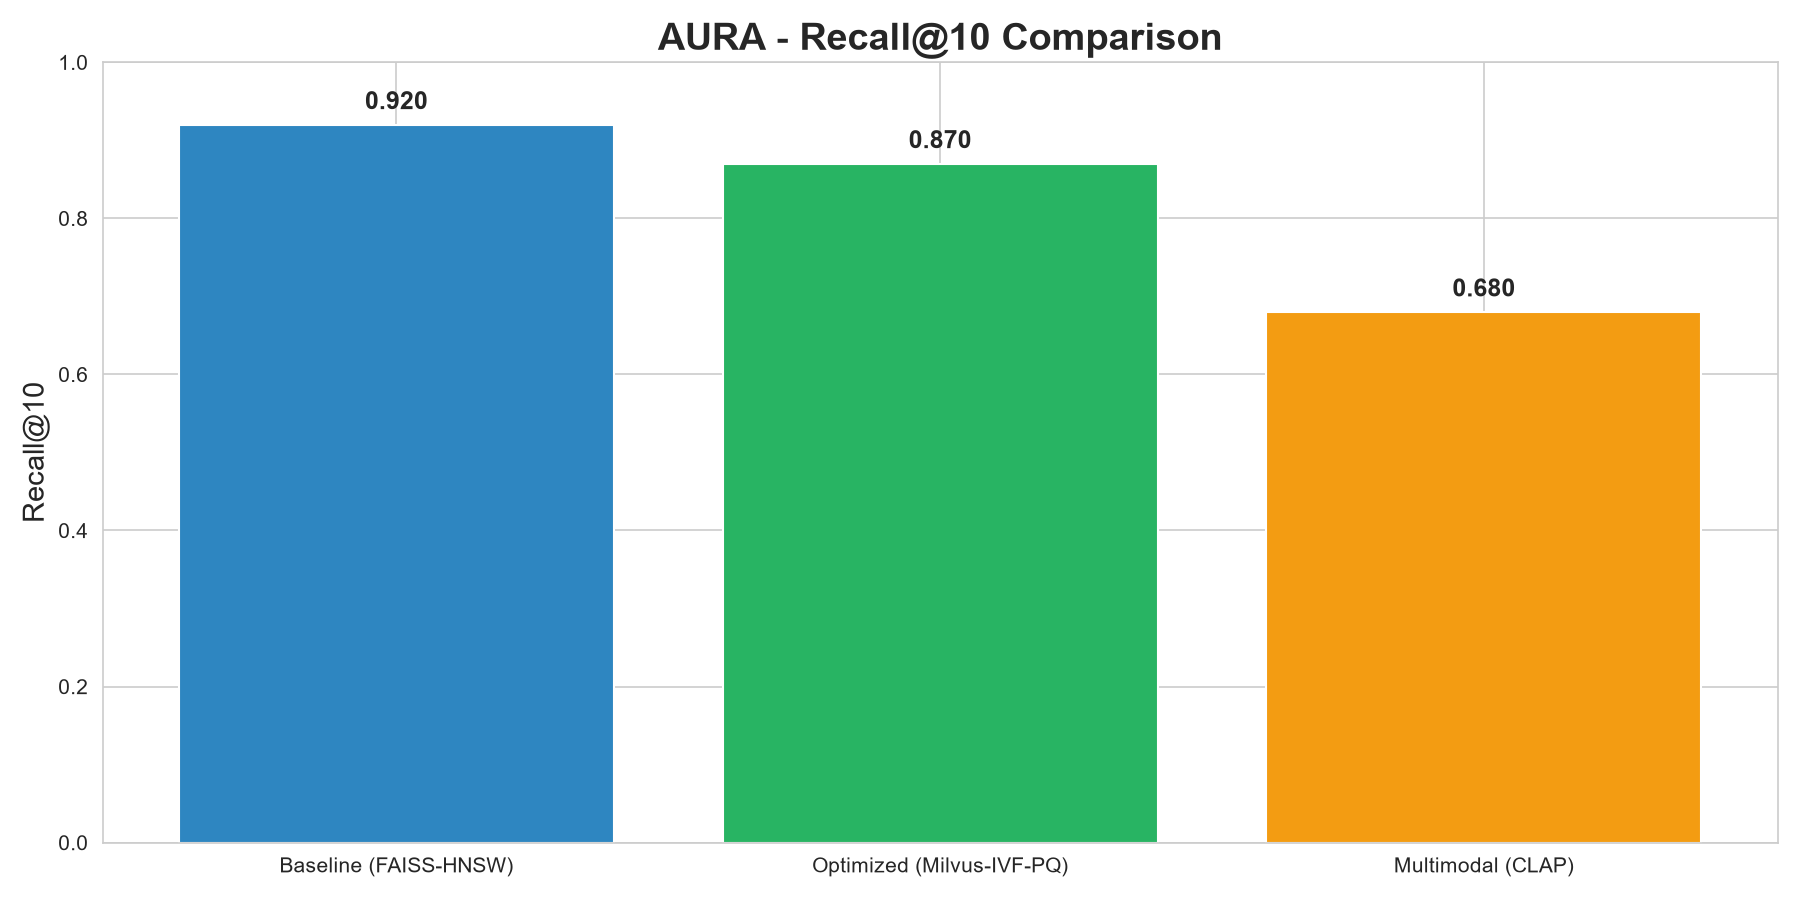 AURA - Recall@10 Comparison
1.0
0.8
0.6
0.4
0.2
0.0
Recall@10
0.920
0.870
0.680
Baseline (FAISS-HNSW)
Optimized (Milvus-IVF-PQ)
Multimodal (CLAP)